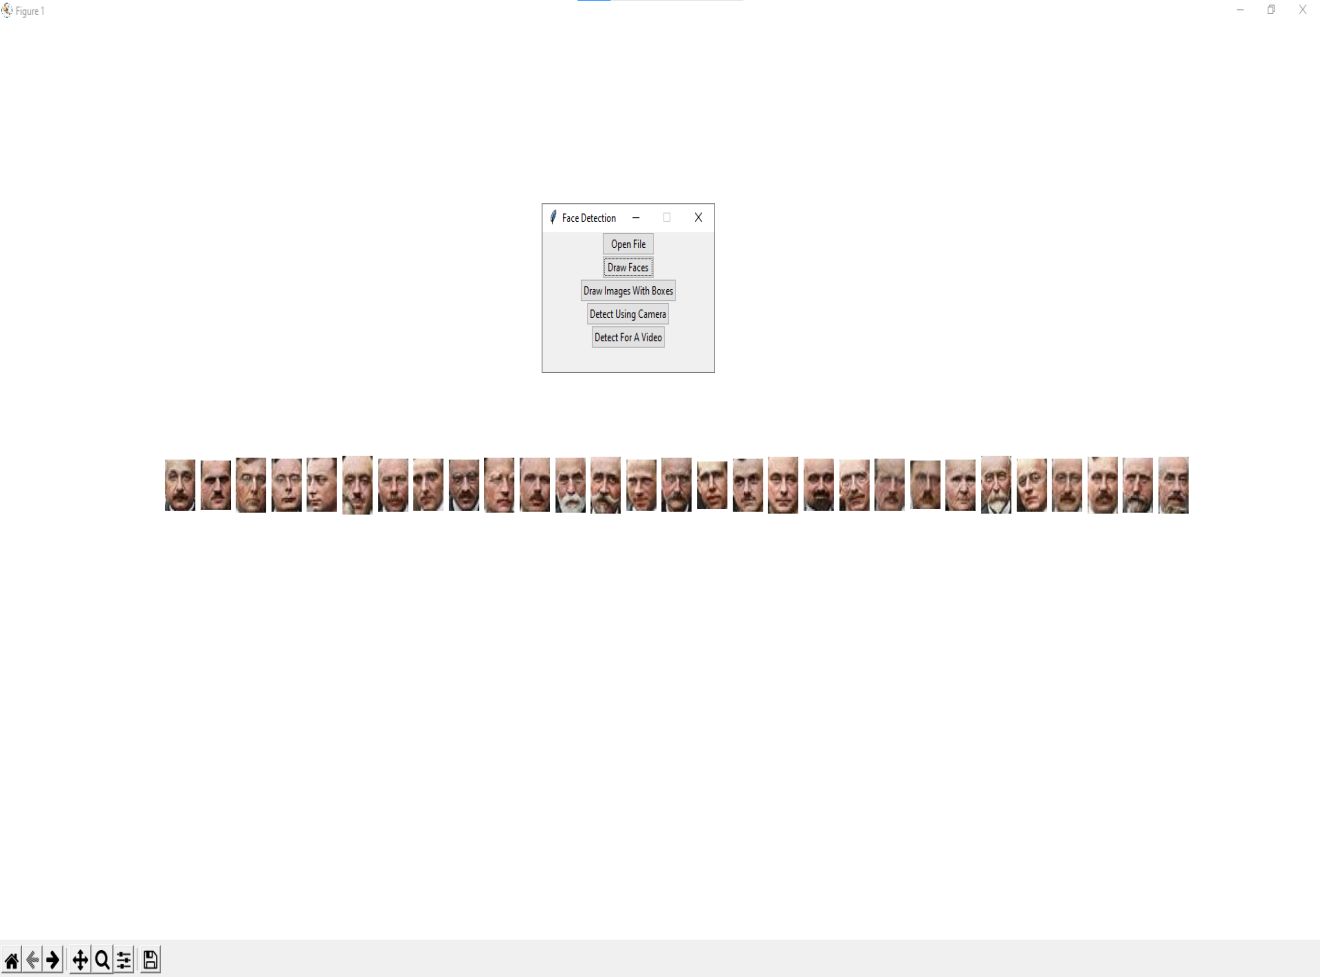 Figure 1
Face Detection
Open File
Draw Faces
Draw Images With Boxes
Detect Using Camera
Detect For A Video